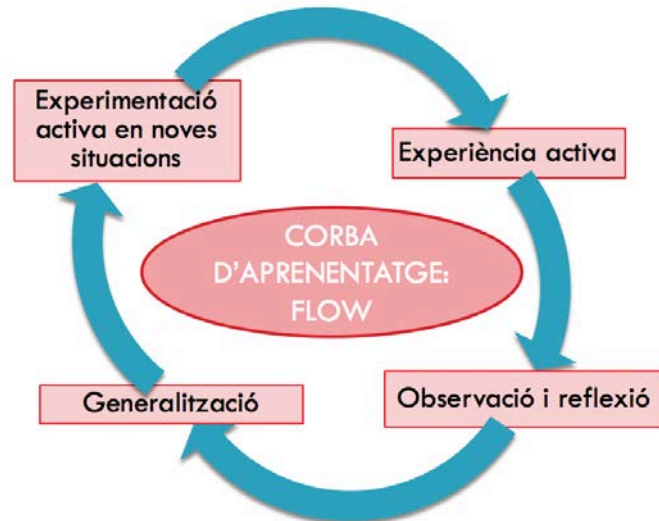 Experimentació
activa en noves
situacions
Experiència activa
CORBA
D'APRENENTATGE:
FLOW
Generalització
Observació i reflexió